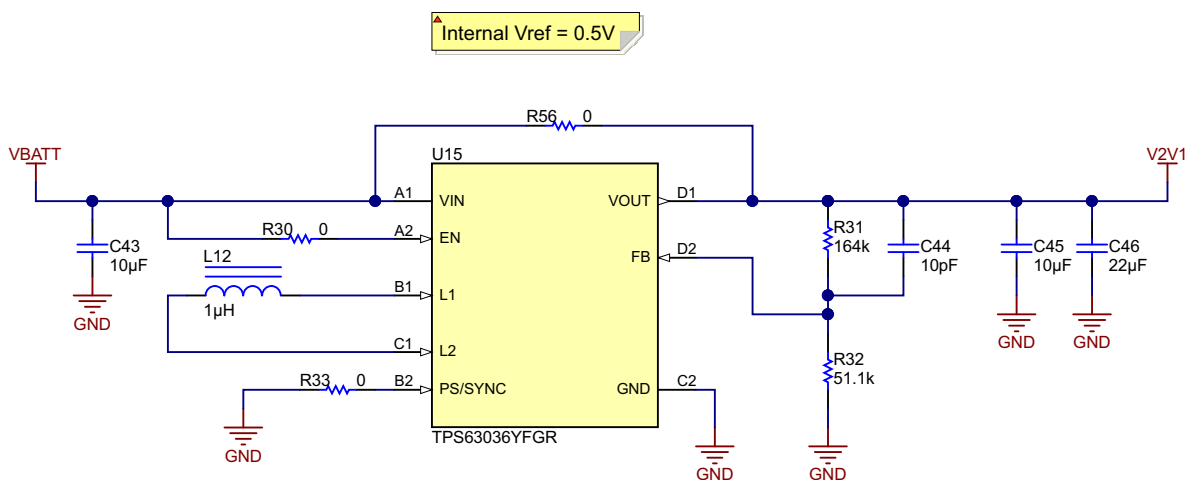 Internal Vref = 0.5V
R56 0
VBATT
U15
V2V1
A1 VIN
VOUT D1
R30 0
A2 EN
C43
10µF
L12
1µH
FB D2
R31
164k
C44
10pF
C45
10µF
C46
22µF
B1 L1
GND
C1 L2
GND
GND
R33 0
B2 PS/SYNC
GND C2
R32
51.1k
TPS63036YFGR
GND
GND
GND